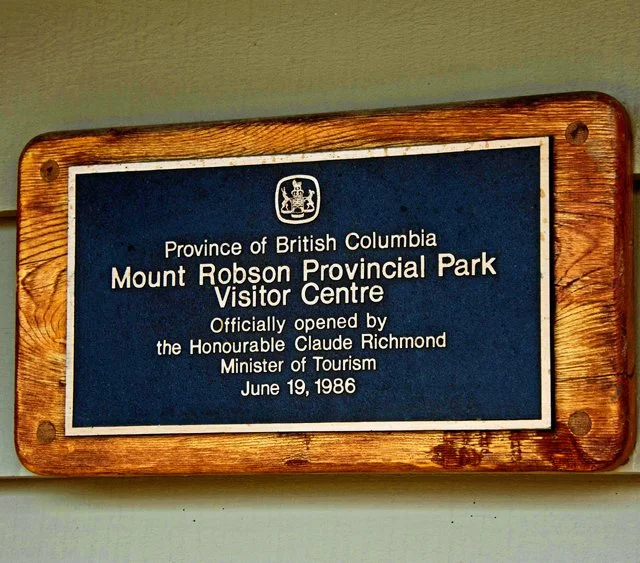 Province of British Columbia
Mount Robson Provincial Park
Visitor Centre
Officially opened by
the Honourable Claude Richmond
Minister of Tourism
June 19, 1986